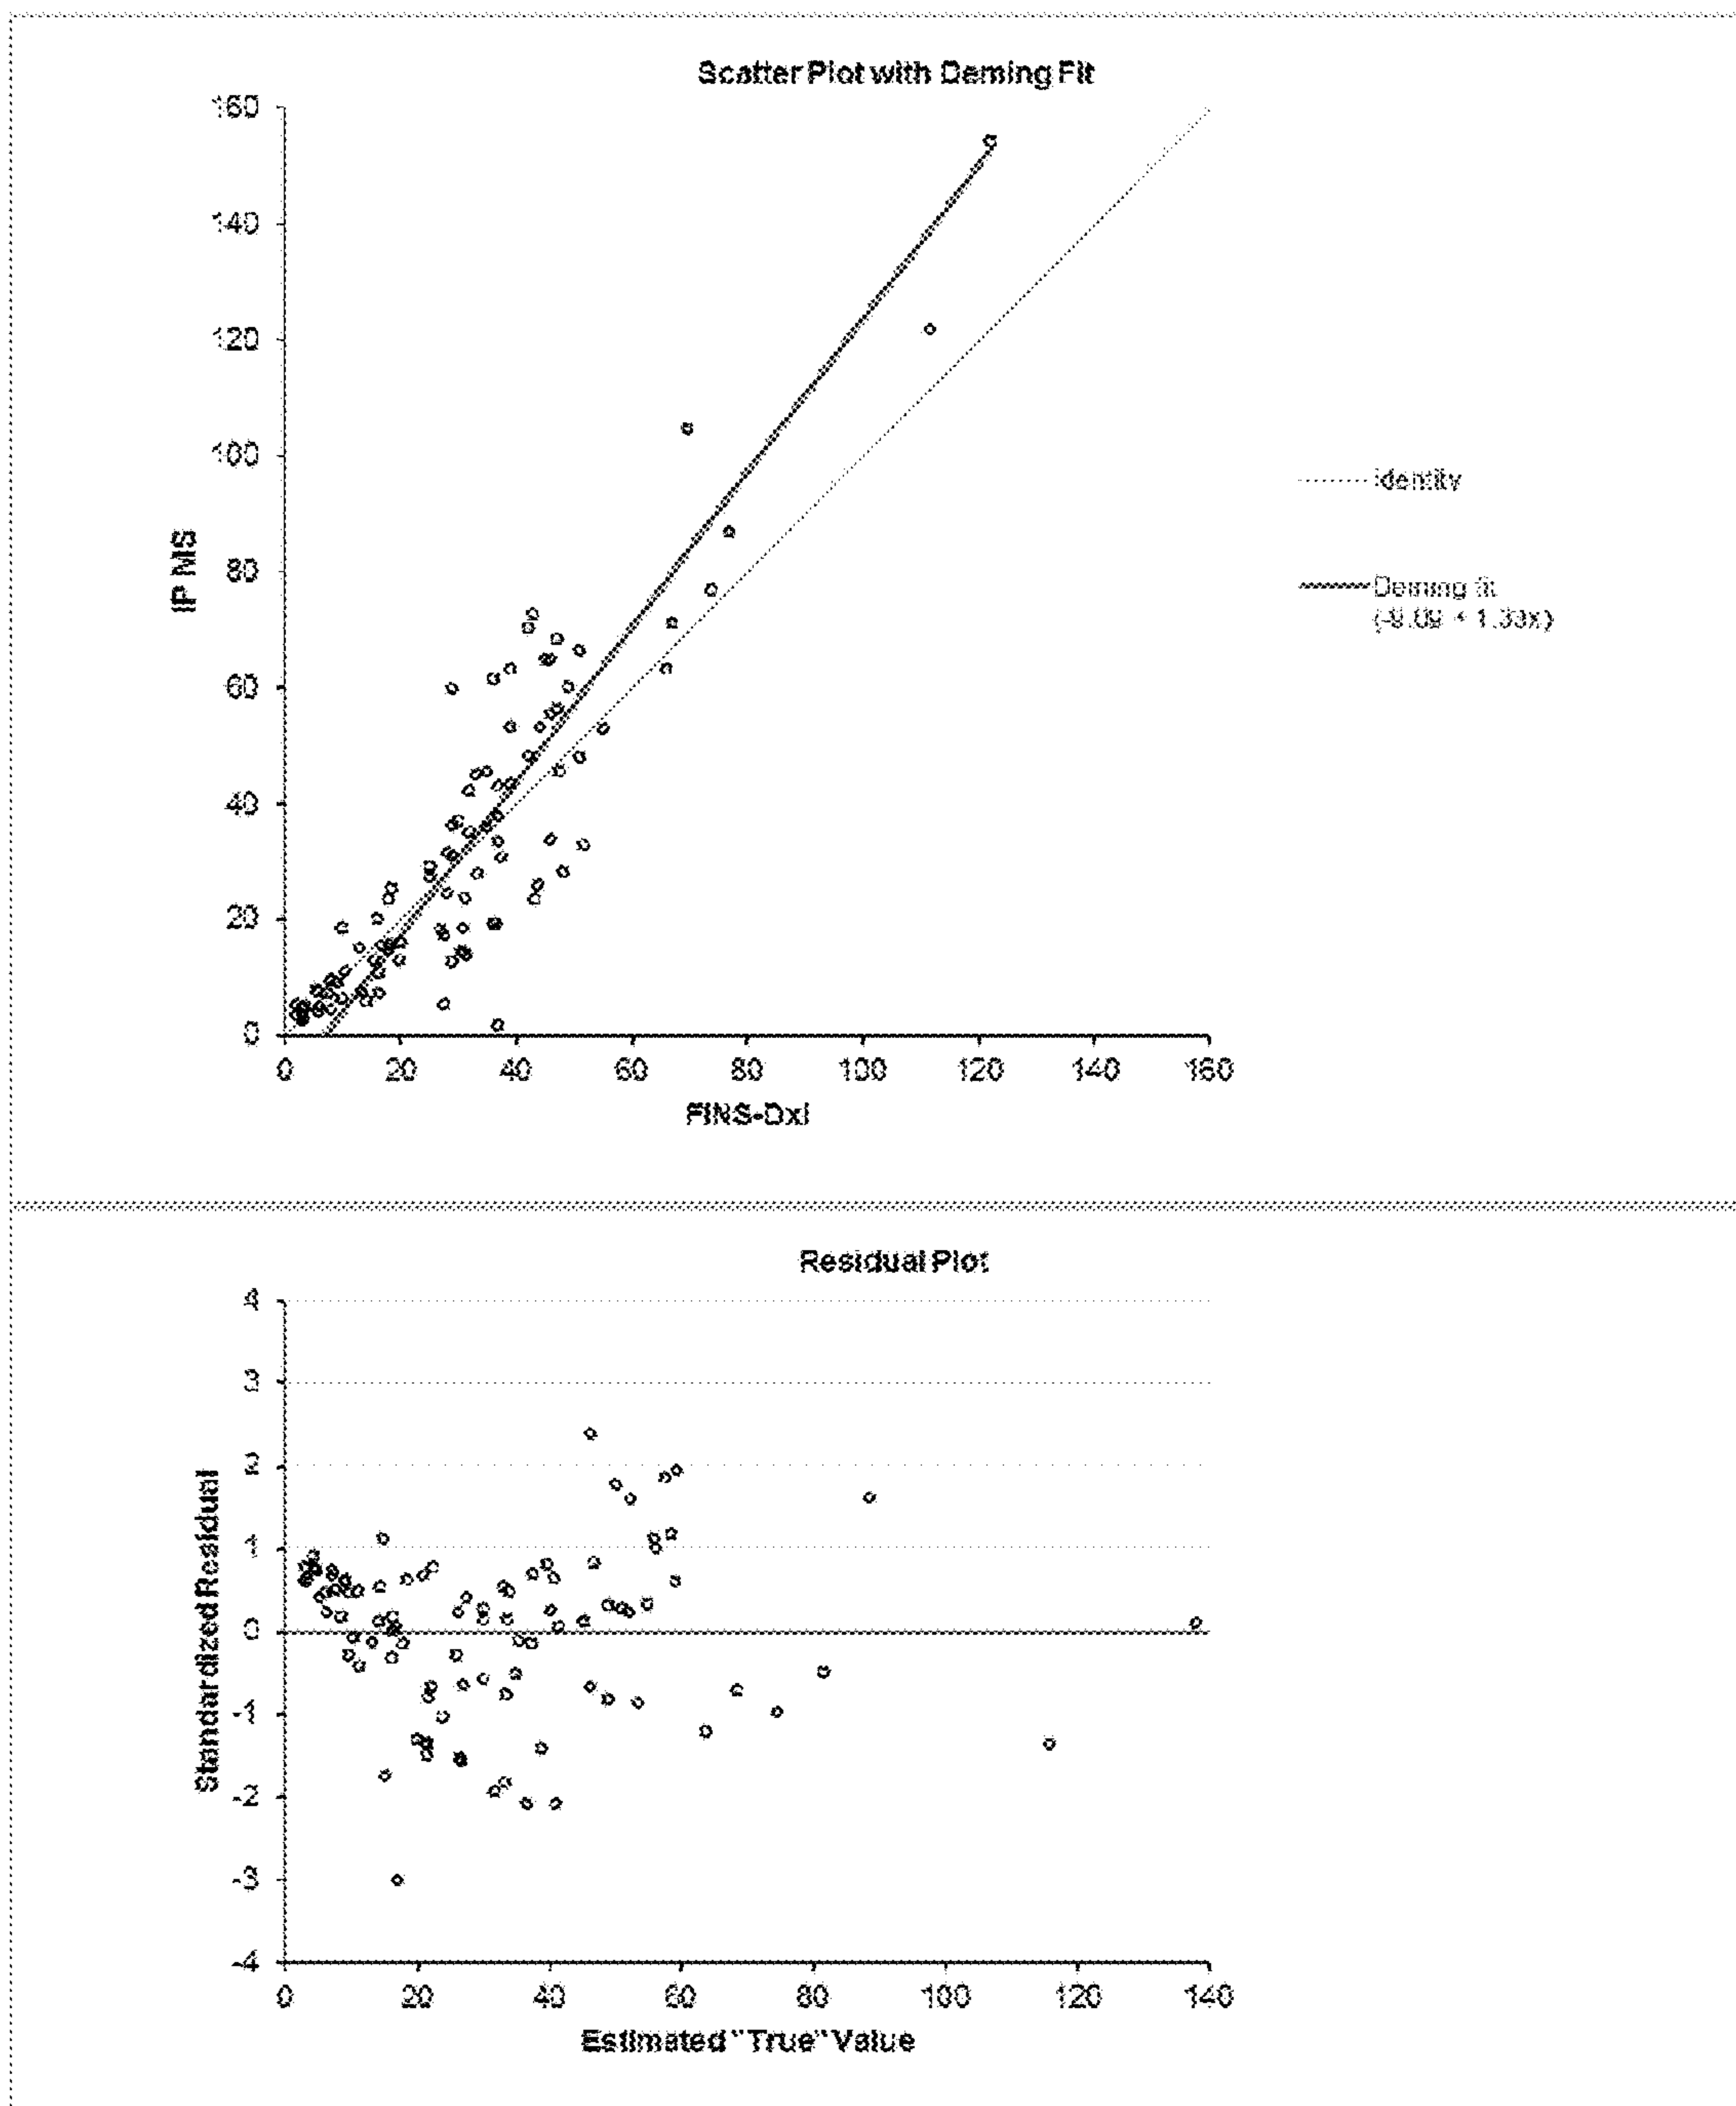 Scatter Plot with Deming Fit
160
140
120
100
80
60
40
20
0
IP MS
0 20 40 60 80 100 120 140 160
FINS-DxI
Identity
Deming fit
1.33x)
Residual Plot
4
3
2
1
0
-1
-2
-3
-4
Standardized Residual
0 20 40 60 80 100 120 140
Estimated "True" Value